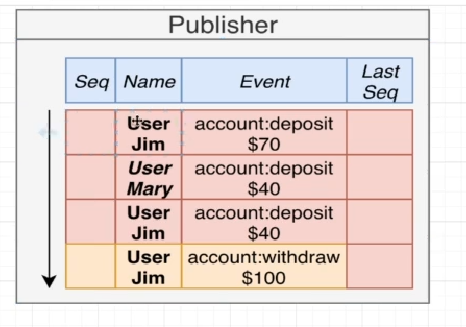 Publisher
Seq Name Event Last Seq
User Jim account:deposit $70
User Mary account:deposit $40
User Jim account:deposit $40
User Jim account:withdraw $100